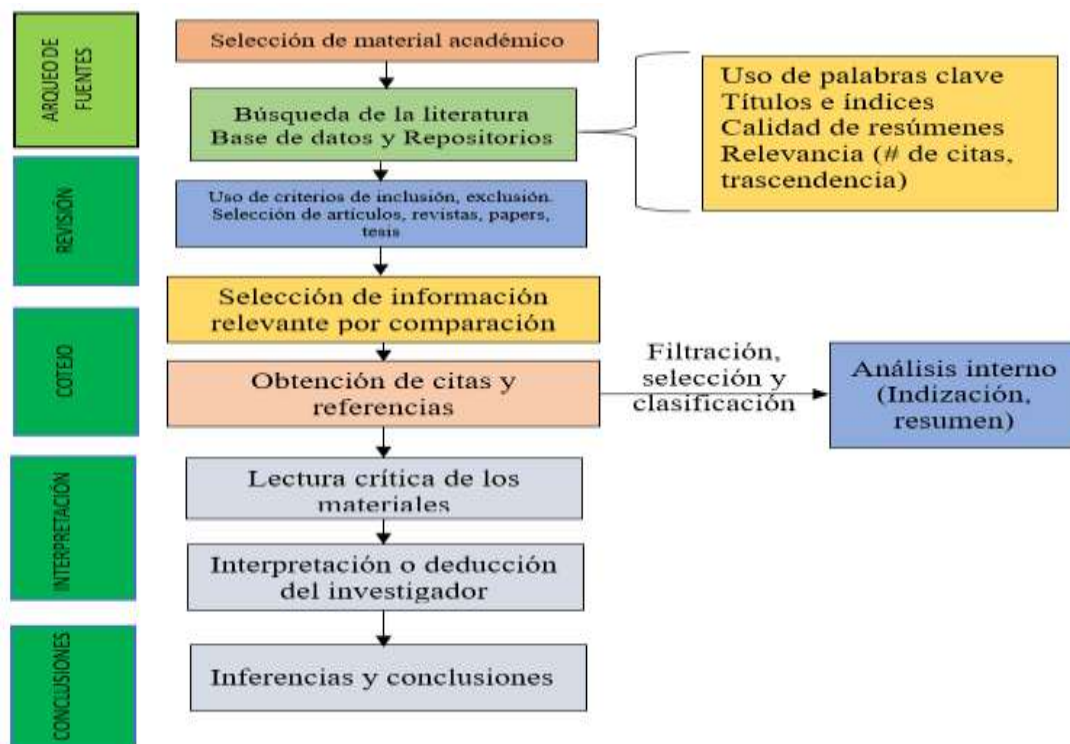 ARQUEO DE
FUENTES
Selección de material académico
Búsqueda de la literatura
Base de datos y Repositorios
Uso de palabras clave
Títulos e índices
Calidad de resúmenes
Relevancia (# de citas,
trascendencia)
REVISIÓN
Uso de criterios de inclusión, exclusión.
Selección de artículos, revistas, papers,
tesis
COTEJO
Selección de información
relevante por comparación
Obtención de citas y
referencias
Filtración,
selección y
clasificación
Análisis interno
(Indización,
resumen)
INTERPRETACIÓN
Lectura crítica de los
materiales
Interpretación o deducción
del investigador
CONCLUSIONES
Inferencias y conclusiones